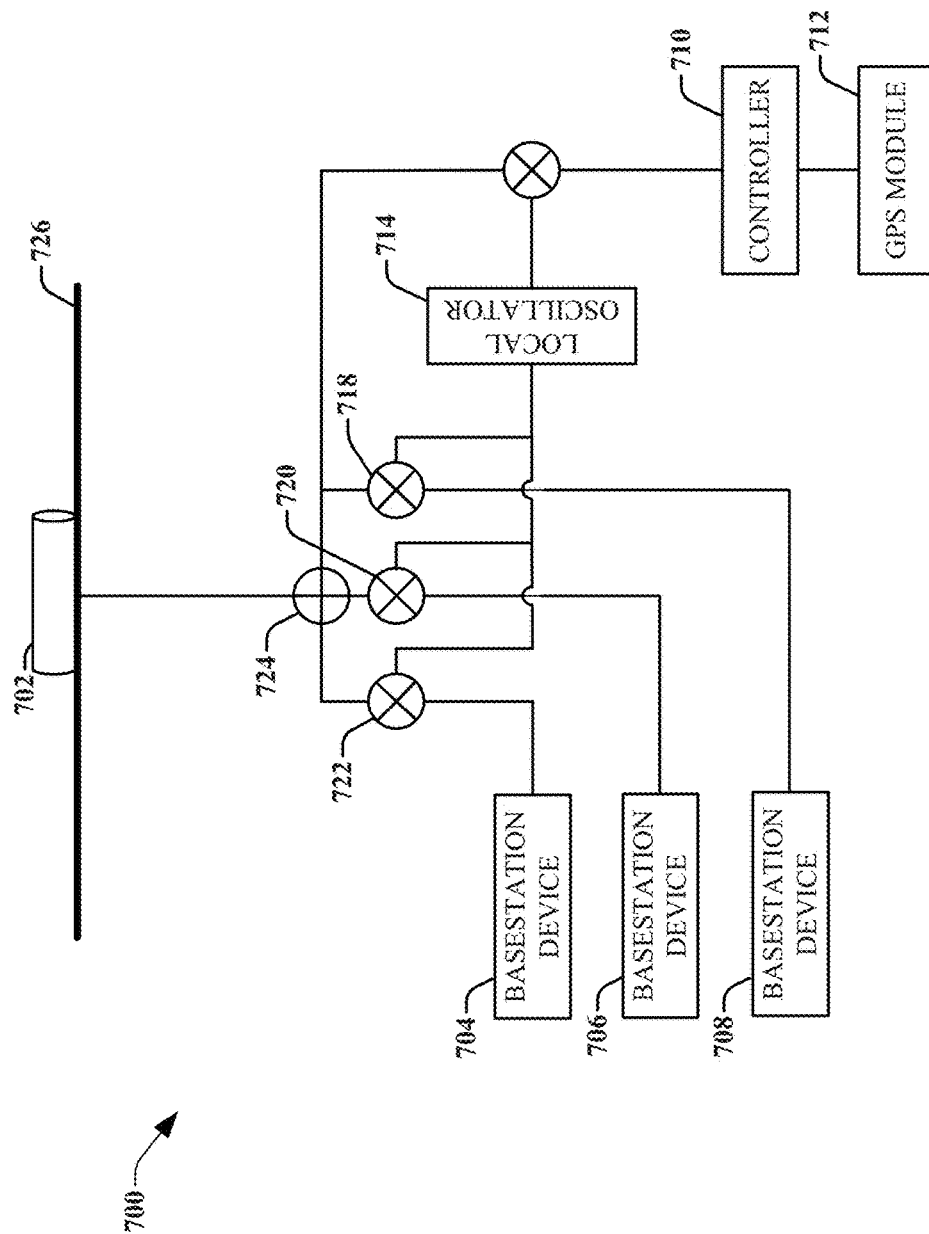 700
702
726
724
720
718
722
714
LOCAL
OSCILLATOR
710
CONTROLLER
712
GPS MODULE
704
BASESTATION
DEVICE
706
BASESTATION
DEVICE
708
BASESTATION
DEVICE